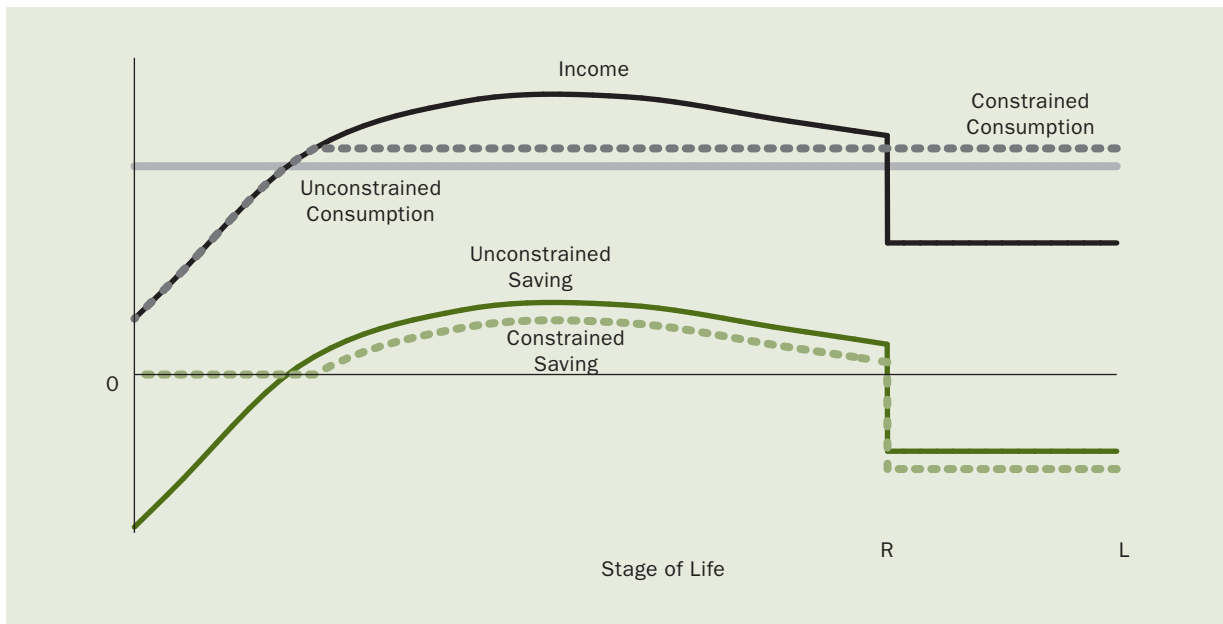 Income
Constrained
Consumption
Unconstrained
Consumption
Unconstrained
Saving
Constrained
Saving
0
R
L
Stage of Life